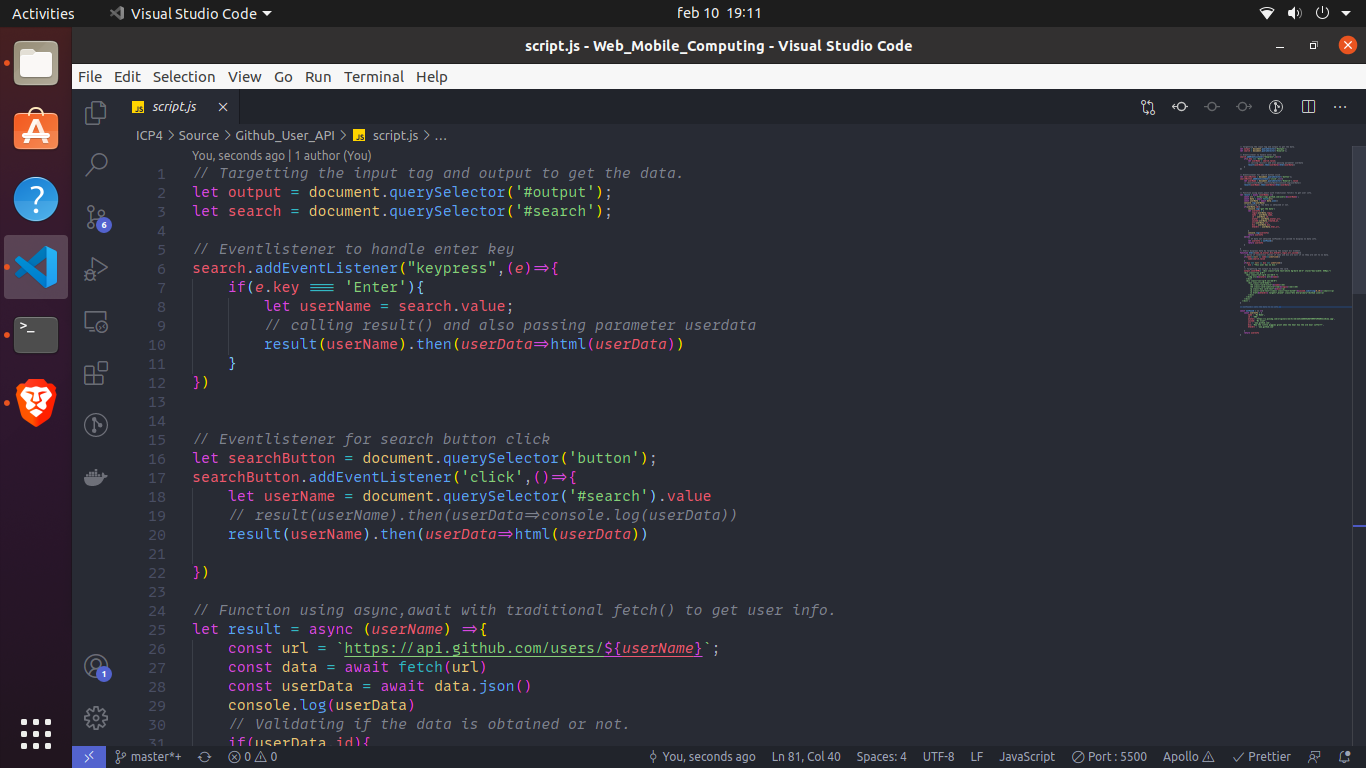 Activities
Visual Studio Code
feb 10 19:11
script.js - Web_Mobile_Computing - Visual Studio Code
File Edit Selection View Go Run Terminal Help
JS script.js
ICP4 > Source > Github_User_API > JS script.js > ...
You, seconds ago | 1 author (You)
1 // Targetting the input tag and output to get the data.
2 let output = document.querySelector('#output');
3 let search = document.querySelector('#search');
4
5 // Eventlistener to handle enter key
6 search.addEventListener("keypress",(e)=>{
7 if(e.key === 'Enter'){
8 let userName = search.value;
9 // calling result() and also passing parameter userdata
10 result(userName).then(userData=>html(userData))
11 }
12 })
13
14
15 // Eventlistener for search button click
16 let searchButton = document.querySelector('button');
17 searchButton.addEventListener('click',()=>{
18 let userName = document.querySelector('#search').value
19 // result(userName).then(userData=>console.log(userData))
20 result(userName).then(userData=>html(userData))
21
22 })
23
24 // Function using async,await with traditional fetch() to get user info.
25 let result = async (userName) =>{
26 const url = `https://api.github.com/users/${userName}`;
27 const data = await fetch(url)
28 const userData = await data.json()
29 console.log(userData)
30 // Validating if the data is obtained or not.
31 if(userData.id){
6
1
master*+ 0 0 You, seconds ago Ln 81, Col 40 Spaces: 4 UTF-8 LF JavaScript Port : 5500 Apollo Prettier